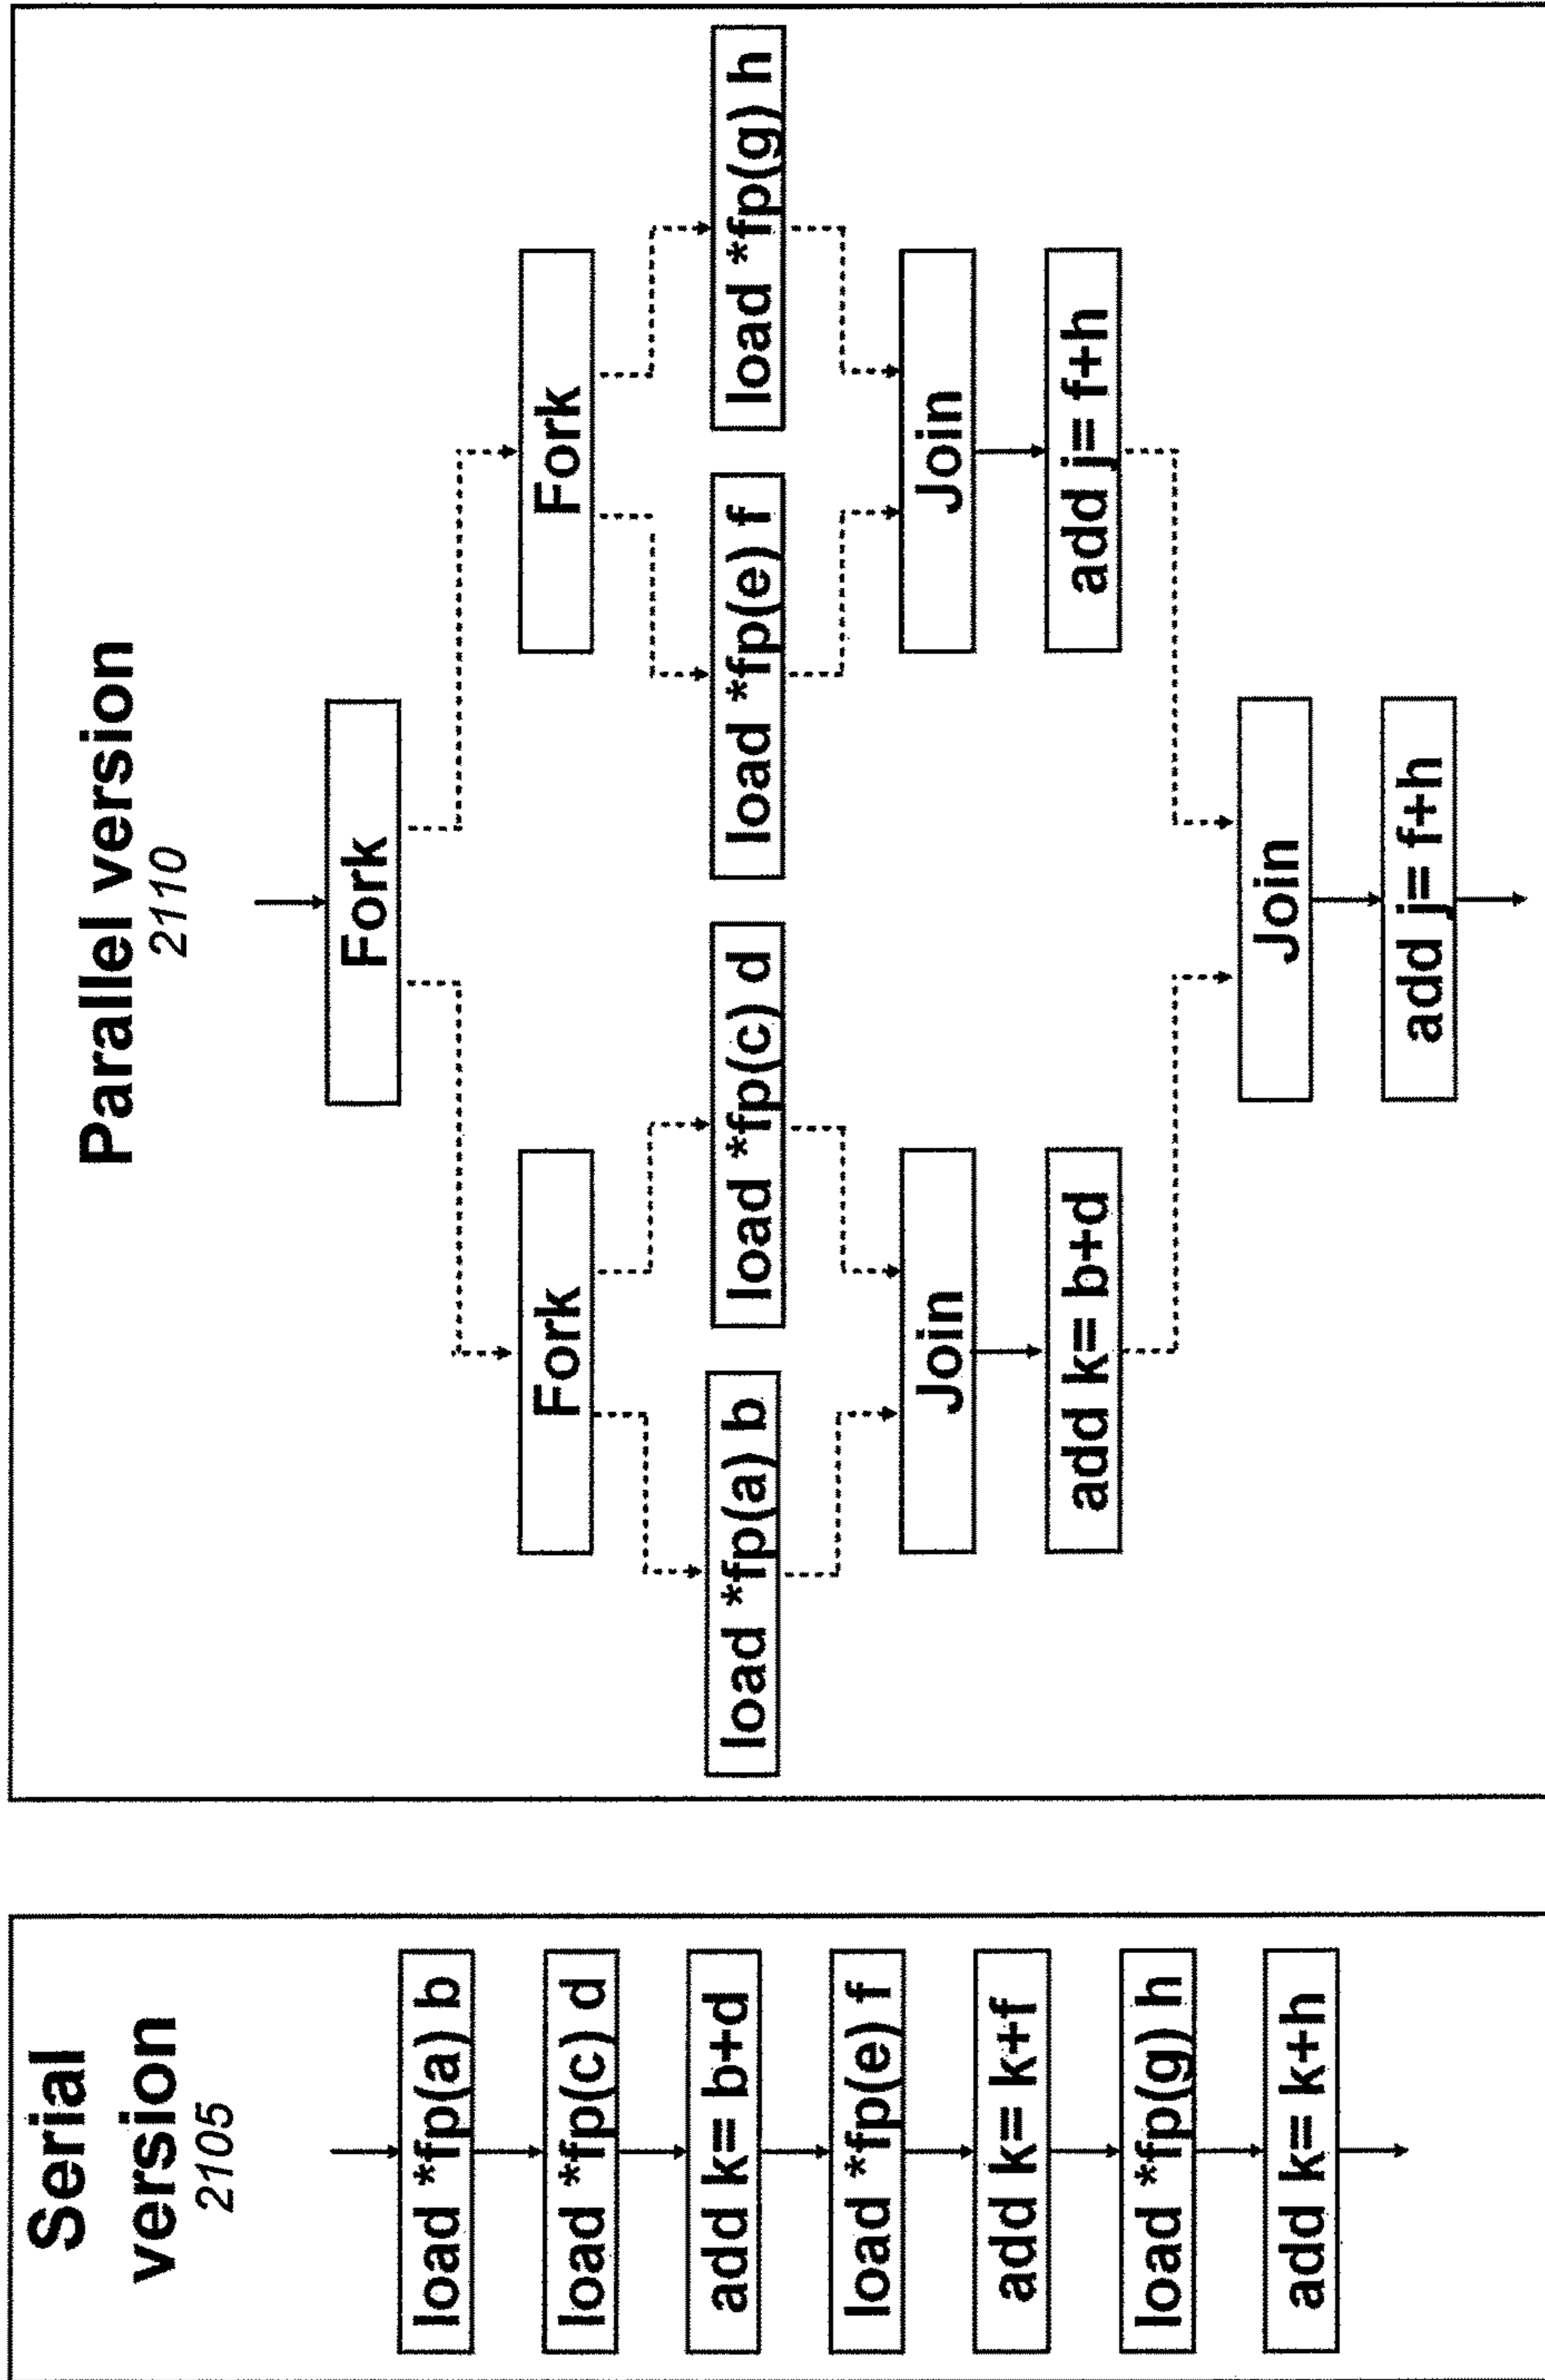 Serial
version
2105
load *fp(a) b
load *fp(c) d
add k= b+d
load *fp(e) f
add k= k+f
load *fp(g) h
add k= k+h
Parallel version
2110
Fork
Fork
Fork
load *fp(a) b
load *fp(c) d
load *fp(e) f
load *fp(g) h
Join
Join
add k= b+d
add j= f+h
Join
add j= f+h